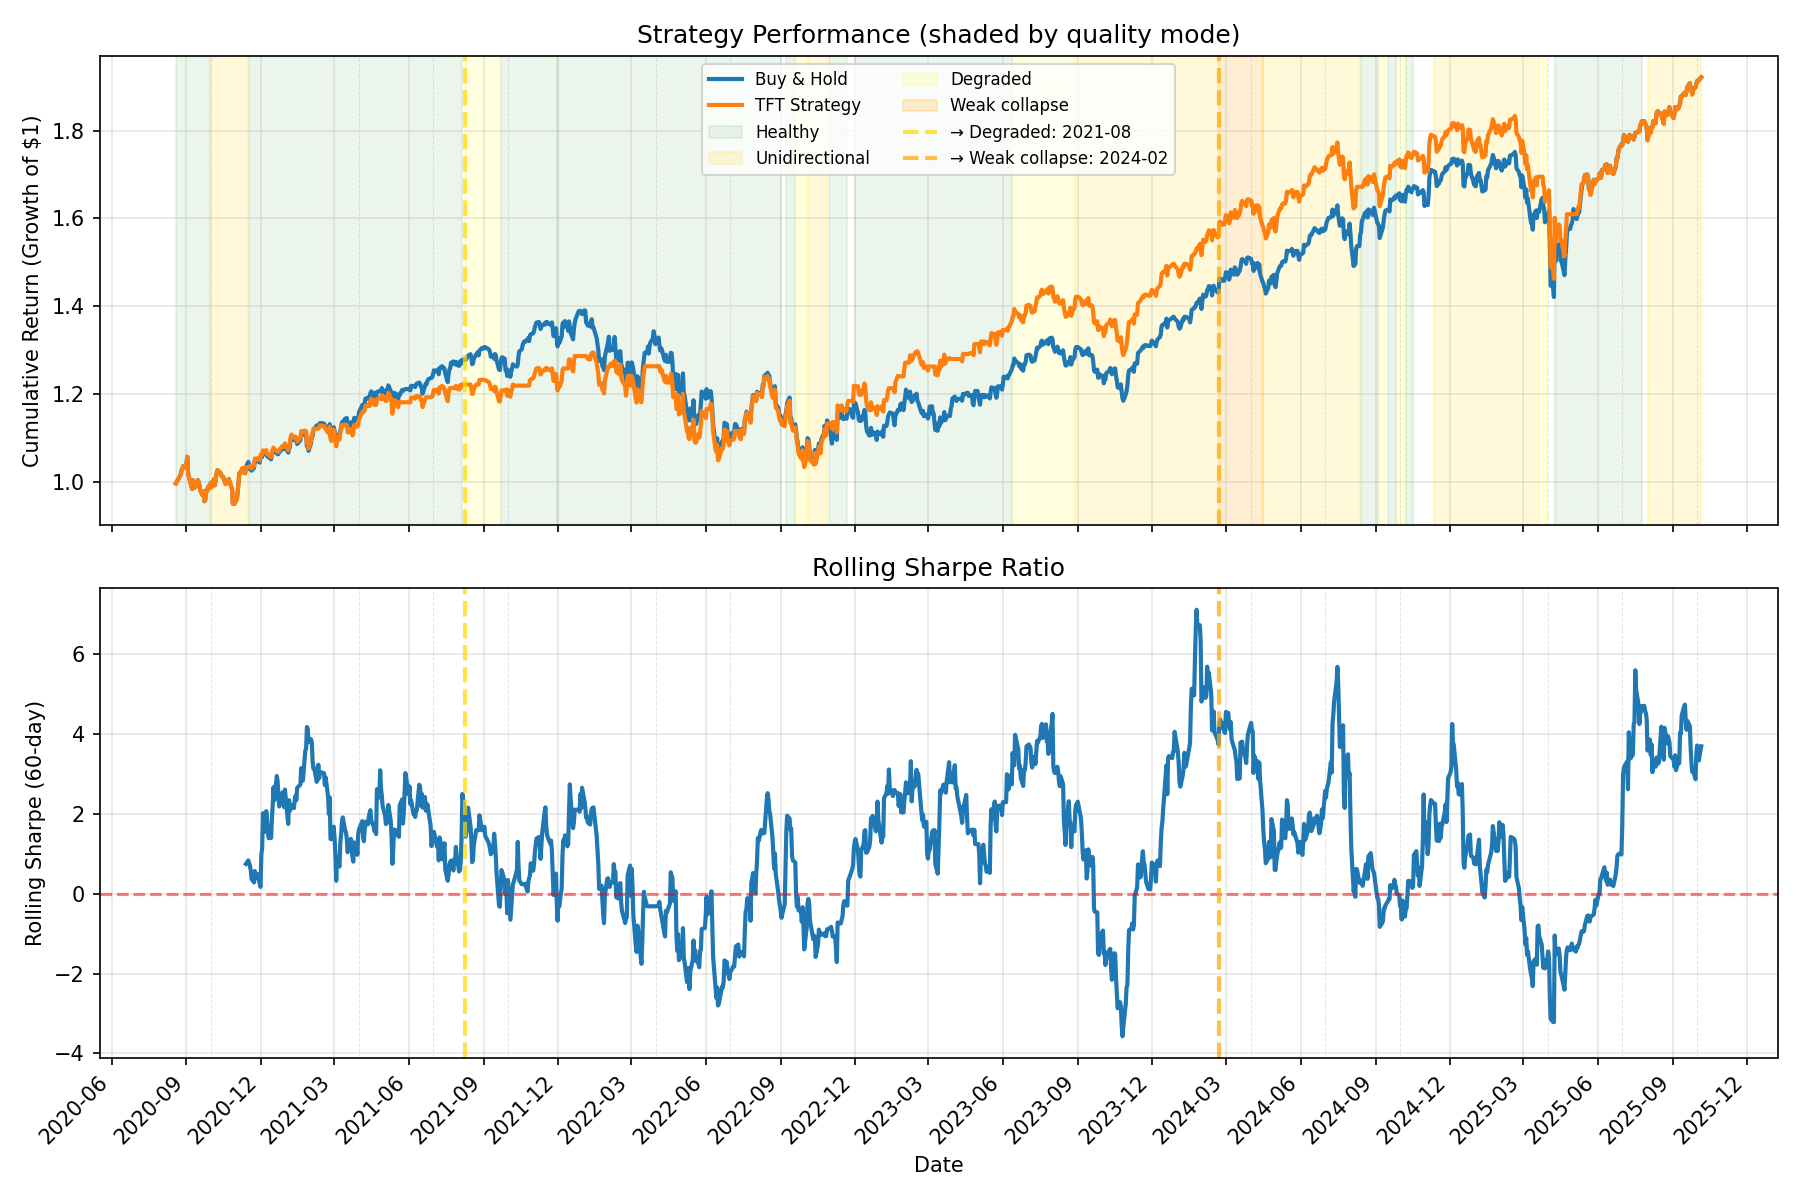 Strategy Performance (shaded by quality mode)
Cumulative Return (Growth of $1)
1.8
1.6
1.4
1.2
1.0
Buy & Hold
TFT Strategy
Healthy
Unidirectional
Degraded
Weak collapse
→ Degraded: 2021-08
→ Weak collapse: 2024-02
Rolling Sharpe Ratio
Rolling Sharpe (60-day)
6
4
2
0
−2
−4
2020-06
2020-09
2020-12
2021-03
2021-06
2021-09
2021-12
2022-03
2022-06
2022-09
2022-12
2023-03
2023-06
2023-09
2023-12
2024-03
2024-06
2024-09
2024-12
2025-03
2025-06
2025-09
2025-12
Date